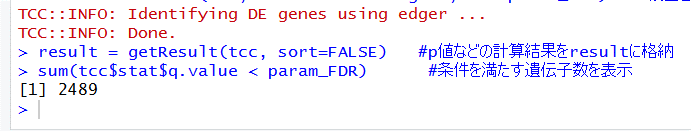 TCC::INFO: Identifying DE genes using edger ...
TCC::INFO: Done.
> result = getResult(tcc, sort=FALSE)   #p値などの計算結果をresultに格納
> sum(tcc$stat$q.value < param_FDR)      #条件を満たす遺伝子数を表示
[1] 2489
>